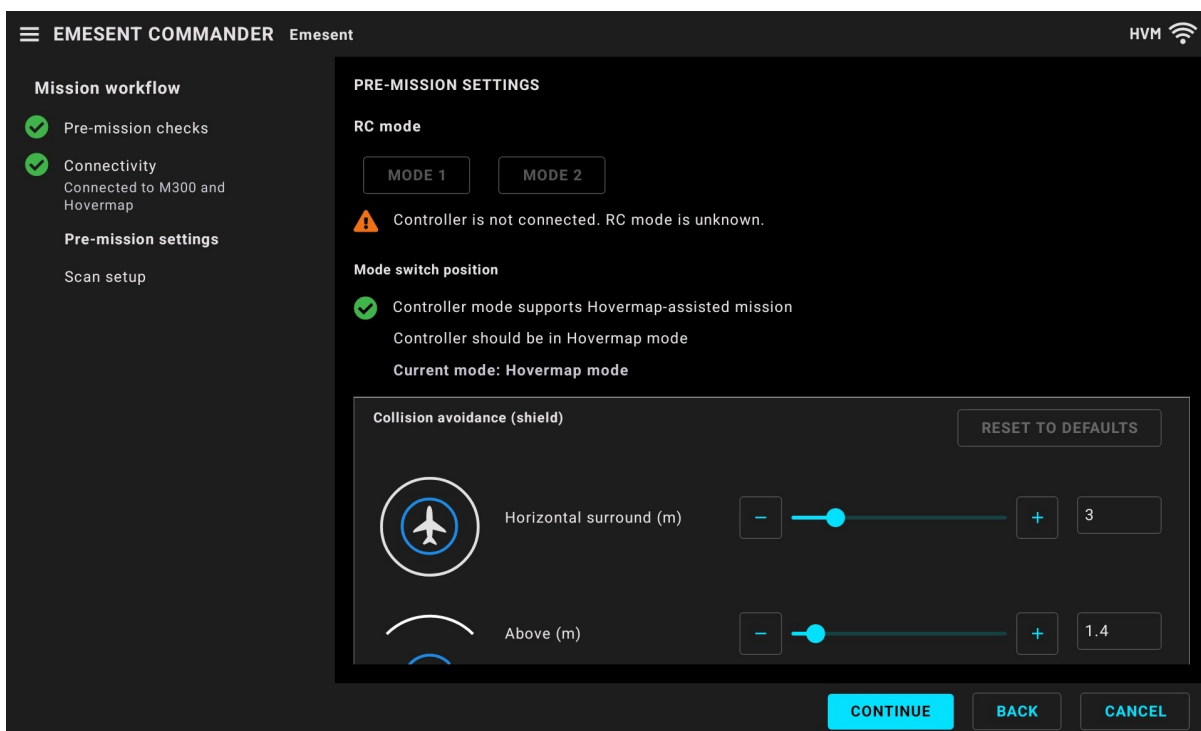 EMESENT COMMANDER Emesent
HVM
Mission workflow
Pre-mission checks
Connectivity
Connected to M300 and
Hovermap
Pre-mission settings
Scan setup
PRE-MISSION SETTINGS
RC mode
MODE 1 MODE 2
Controller is not connected. RC mode is unknown.
Mode switch position
Controller mode supports Hovermap-assisted mission
Controller should be in Hovermap mode
Current mode: Hovermap mode
Collision avoidance (shield)
RESET TO DEFAULTS
Horizontal surround (m) − + 3
Above (m) − + 1.4
CONTINUE BACK CANCEL